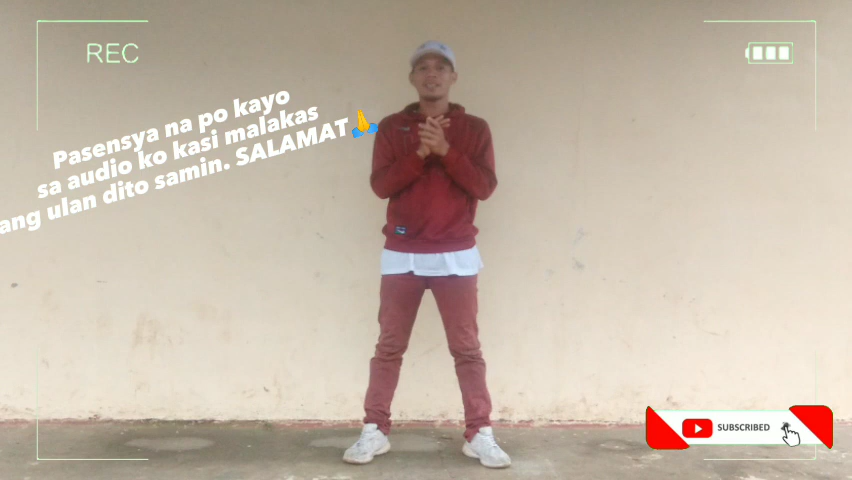 REC
Pasensya na po kayo
sa audio ko kasi malakas
ang ulan dito samin. SALAMAT🙏
SUBSCRIBED